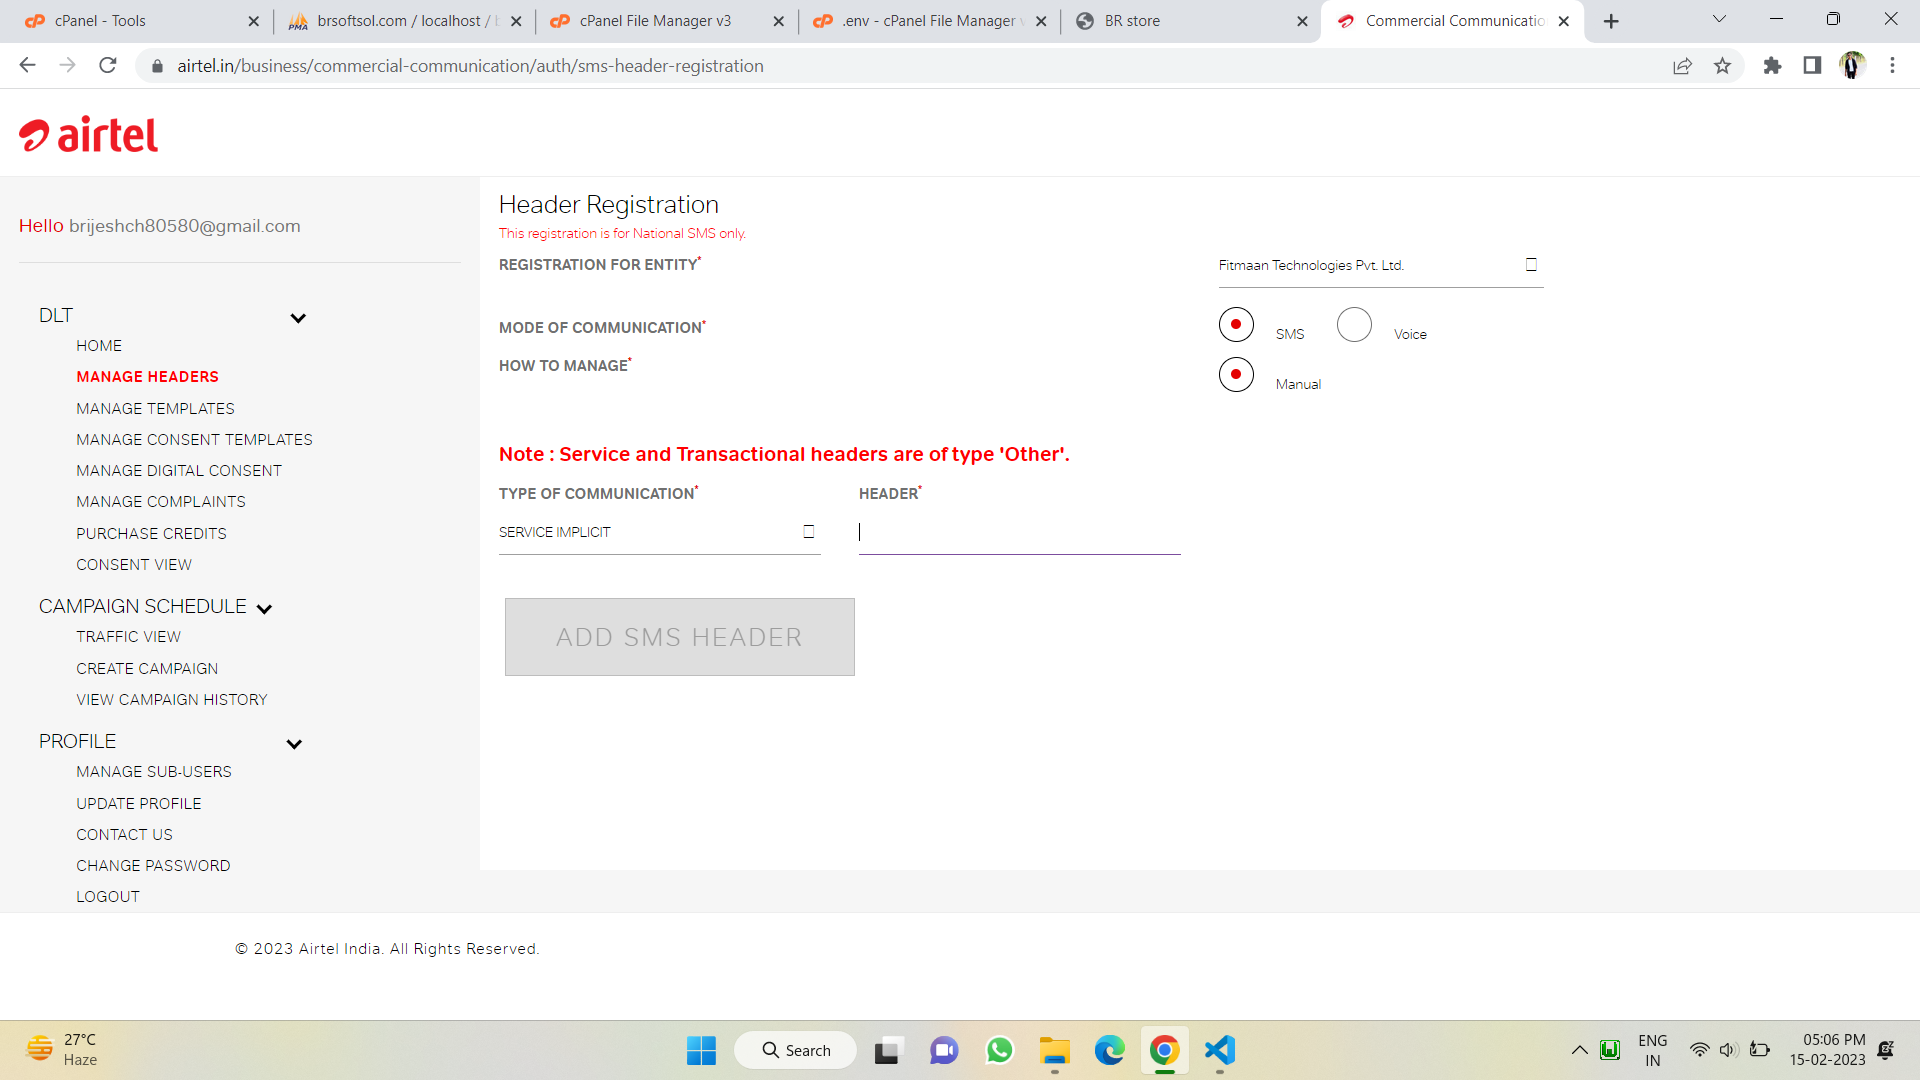 cPanel - Tools
brsoftsol.com / localhost /
cPanel File Manager v3
.env - cPanel File Manager
BR store
Commercial Communicatio
airtel.in/business/commercial-communication/auth/sms-header-registration
airtel
Hello brijeshch80580@gmail.com
DLT
HOME
MANAGE HEADERS
MANAGE TEMPLATES
MANAGE CONSENT TEMPLATES
MANAGE DIGITAL CONSENT
MANAGE COMPLAINTS
PURCHASE CREDITS
CONSENT VIEW
CAMPAIGN SCHEDULE
TRAFFIC VIEW
CREATE CAMPAIGN
VIEW CAMPAIGN HISTORY
PROFILE
MANAGE SUB-USERS
UPDATE PROFILE
CONTACT US
CHANGE PASSWORD
LOGOUT
Header Registration
This registration is for National SMS only.
REGISTRATION FOR ENTITY*
Fitmaan Technologies Pvt. Ltd.
MODE OF COMMUNICATION*
SMS Voice
HOW TO MANAGE*
Manual
Note : Service and Transactional headers are of type 'Other'.
TYPE OF COMMUNICATION* HEADER*
SERVICE IMPLICIT
ADD SMS HEADER
© 2023 Airtel India. All Rights Reserved.
27°C
Haze
Search
ENG
IN
05:06 PM
15-02-2023